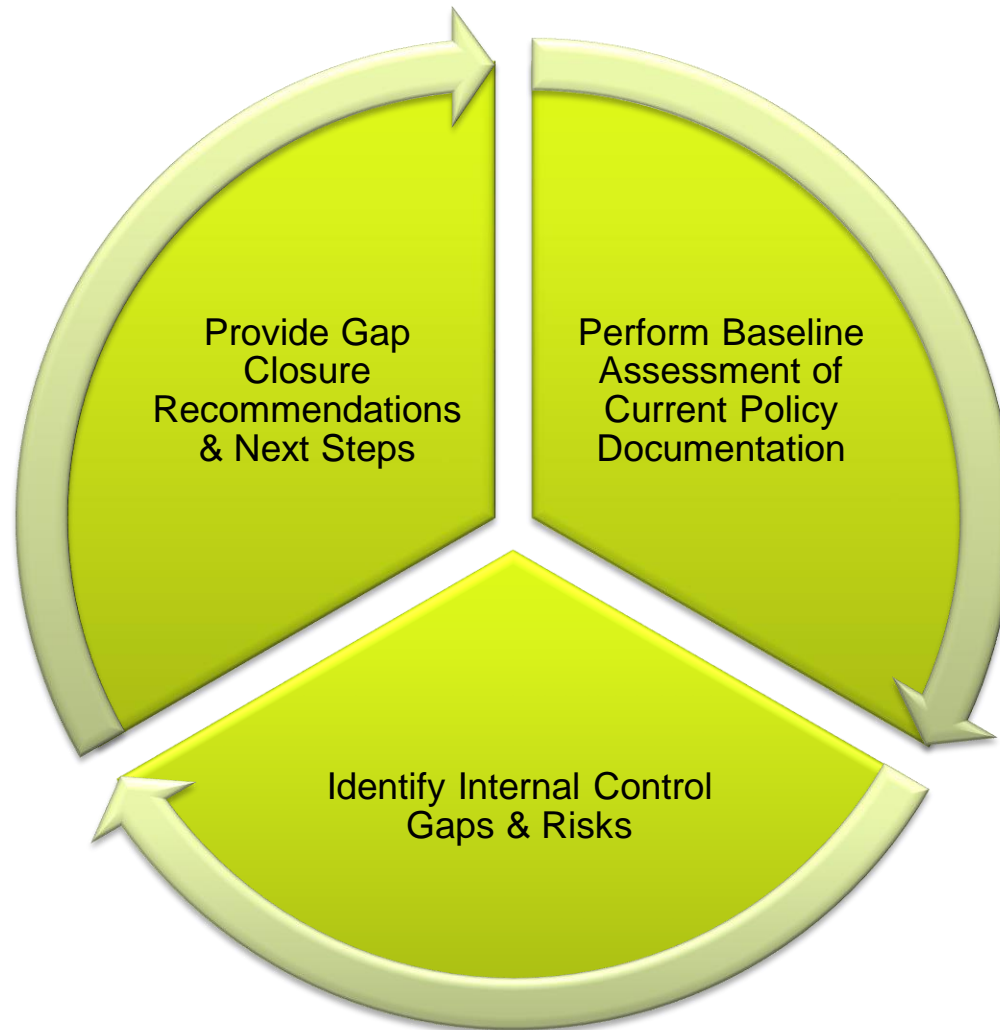 Provide Gap
Closure
Recommendations
& Next Steps
Perform Baseline
Assessment of
Current Policy
Documentation
Identify Internal Control
Gaps & Risks